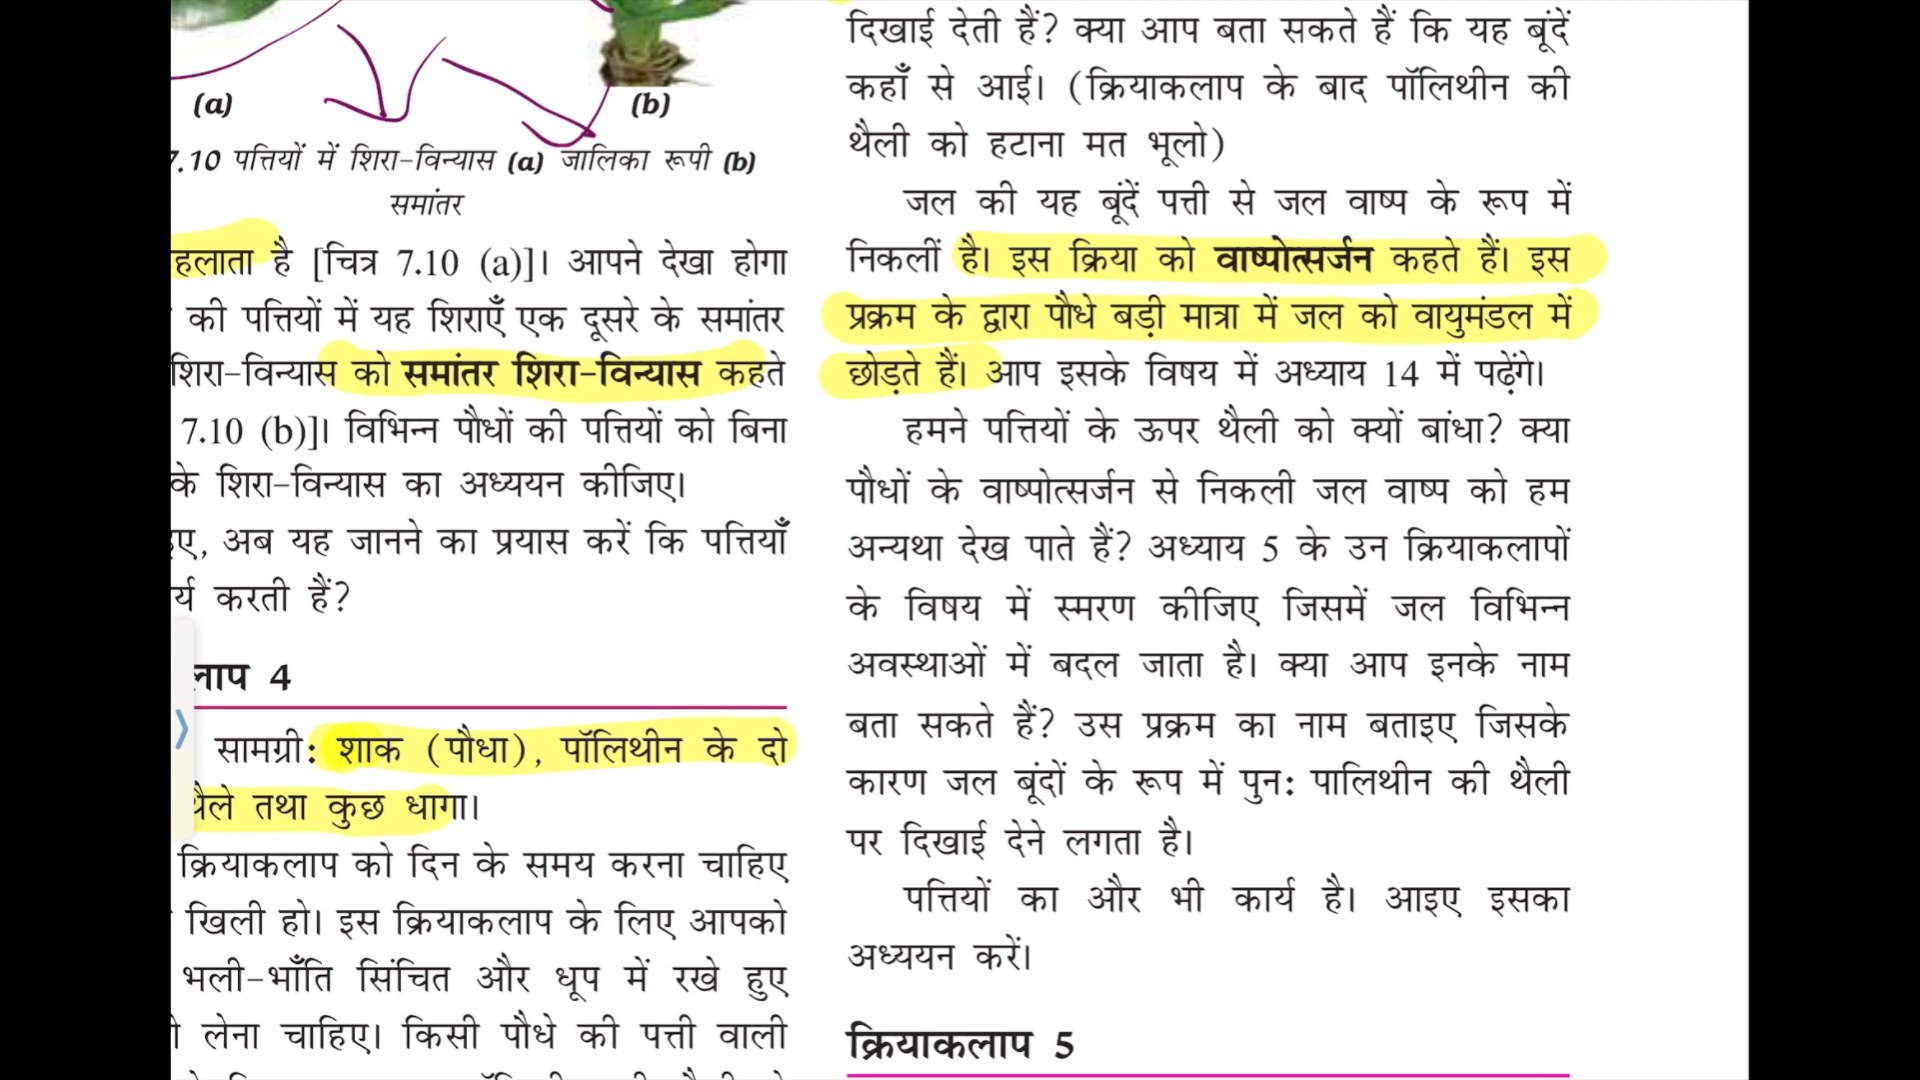 (a)
(b)
7.10 पत्तियों में शिरा-विन्यास (a) जालिका रूपी (b)
समांतर
हलाता है [चित्र 7.10 (a)]। आपने देखा होगा
की पत्तियों में यह शिराएँ एक दूसरे के समांतर
शिरा-विन्यास को समांतर शिरा-विन्यास कहते
7.10 (b)]। विभिन्न पौधों की पत्तियों को बिना
के शिरा-विन्यास का अध्ययन कीजिए।
, अब यह जानने का प्रयास करें कि पत्तियाँ
र्य करती हैं?
लाप 4
सामग्री: शाक (पौधा), पॉलिथीन के दो
थैले तथा कुछ धागा।
क्रियाकलाप को दिन के समय करना चाहिए
खिली हो। इस क्रियाकलाप के लिए आपको
भली-भाँति सिंचित और धूप में रखे हुए
लेना चाहिए। किसी पौधे की पत्ती वाली
दिखाई देती हैं? क्या आप बता सकते हैं कि यह बूंदें
कहाँ से आई। (क्रियाकलाप के बाद पॉलिथीन की
थैली को हटाना मत भूलो)
जल की यह बूंदें पत्ती से जल वाष्प के रूप में
निकलीं है। इस क्रिया को वाष्पोत्सर्जन कहते हैं। इस
प्रक्रम के द्वारा पौधे बड़ी मात्रा में जल को वायुमंडल में
छोड़ते हैं। आप इसके विषय में अध्याय 14 में पढ़ेंगे।
हमने पत्तियों के ऊपर थैली को क्यों बांधा? क्या
पौधों के वाष्पोत्सर्जन से निकली जल वाष्प को हम
अन्यथा देख पाते हैं? अध्याय 5 के उन क्रियाकलापों
के विषय में स्मरण कीजिए जिसमें जल विभिन्न
अवस्थाओं में बदल जाता है। क्या आप इनके नाम
बता सकते हैं? उस प्रक्रम का नाम बताइए जिसके
कारण जल बूंदों के रूप में पुन: पालिथीन की थैली
पर दिखाई देने लगता है।
पत्तियों का और भी कार्य है। आइए इसका
अध्ययन करें।
क्रियाकलाप 5